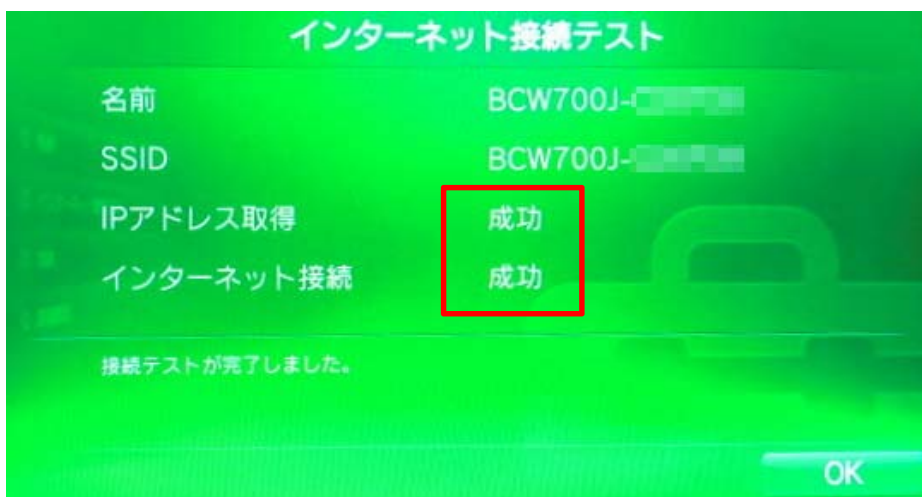 インターネット接続テスト
名前 BCW700J-
SSID BCW700J-
IPアドレス取得 成功
インターネット接続 成功
接続テストが完了しました。
OK